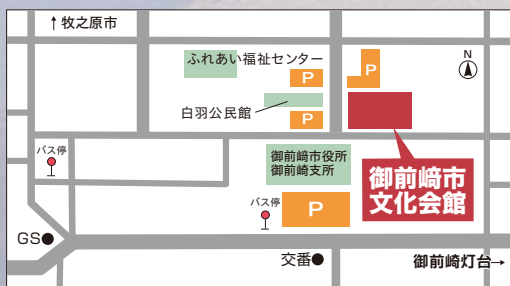 ↑牧之原市
ふれあい福祉センター
P
P
N
白羽公民館
P
バス停
御前﨑市役所
御前崎支所
御前﨑市
文化会館
バス停
P
GS
交番
御前崎灯台→